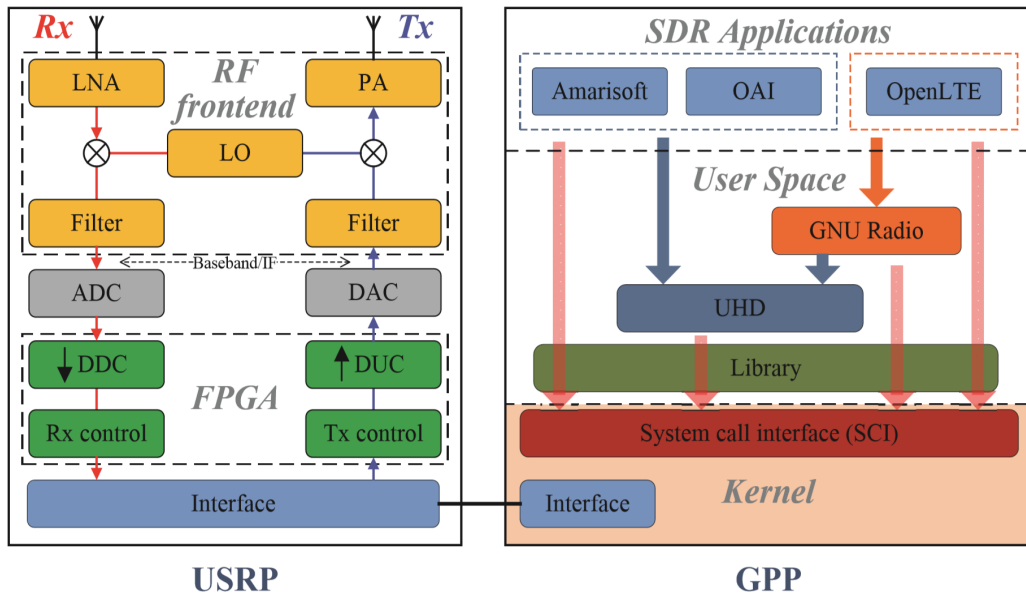 Rx
Tx
RF
frontend
LNA
PA
LO
Filter
Filter
Baseband/IF
ADC
DAC
DDC
DUC
FPGA
Rx control
Tx control
Interface
USRP
SDR Applications
Amarisoft
OAI
OpenLTE
User Space
GNU Radio
UHD
Library
System call interface (SCI)
Kernel
Interface
GPP